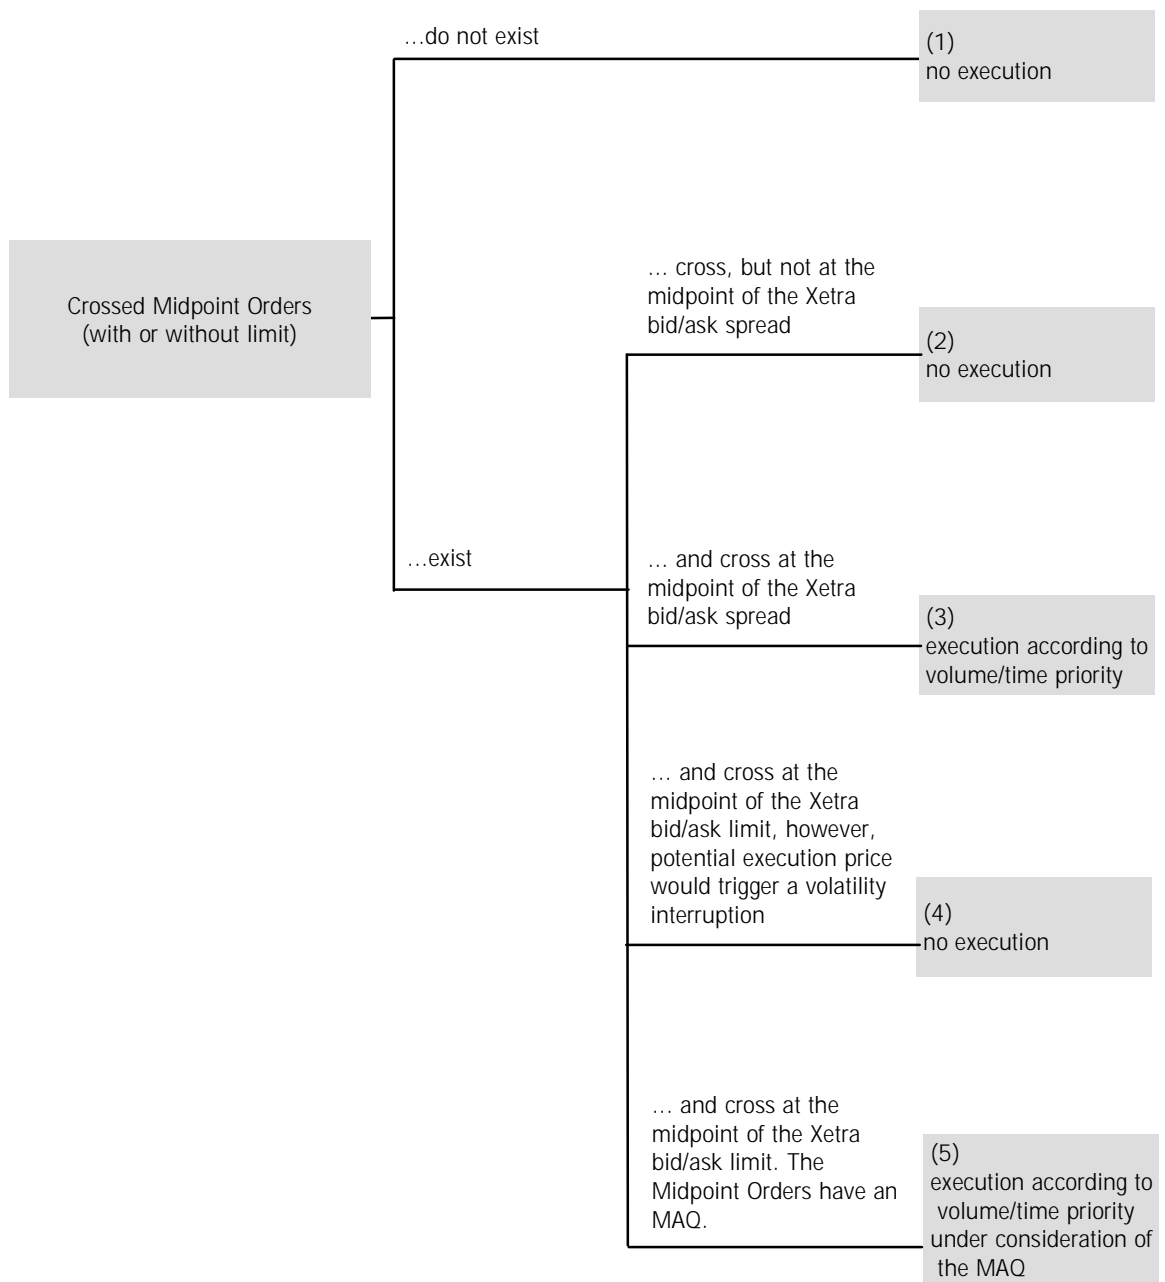 ...do not exist
(1)
no execution
Crossed Midpoint Orders
(with or without limit)
... cross, but not at the
midpoint of the Xetra
bid/ask spread
(2)
no execution
...exist
... and cross at the
midpoint of the Xetra
bid/ask spread
(3)
execution according to
volume/time priority
... and cross at the
midpoint of the Xetra
bid/ask limit, however,
potential execution price
would trigger a volatility
interruption
(4)
no execution
... and cross at the
midpoint of the Xetra
bid/ask limit. The
Midpoint Orders have an
MAQ.
(5)
execution according to
volume/time priority
under consideration of
the MAQ